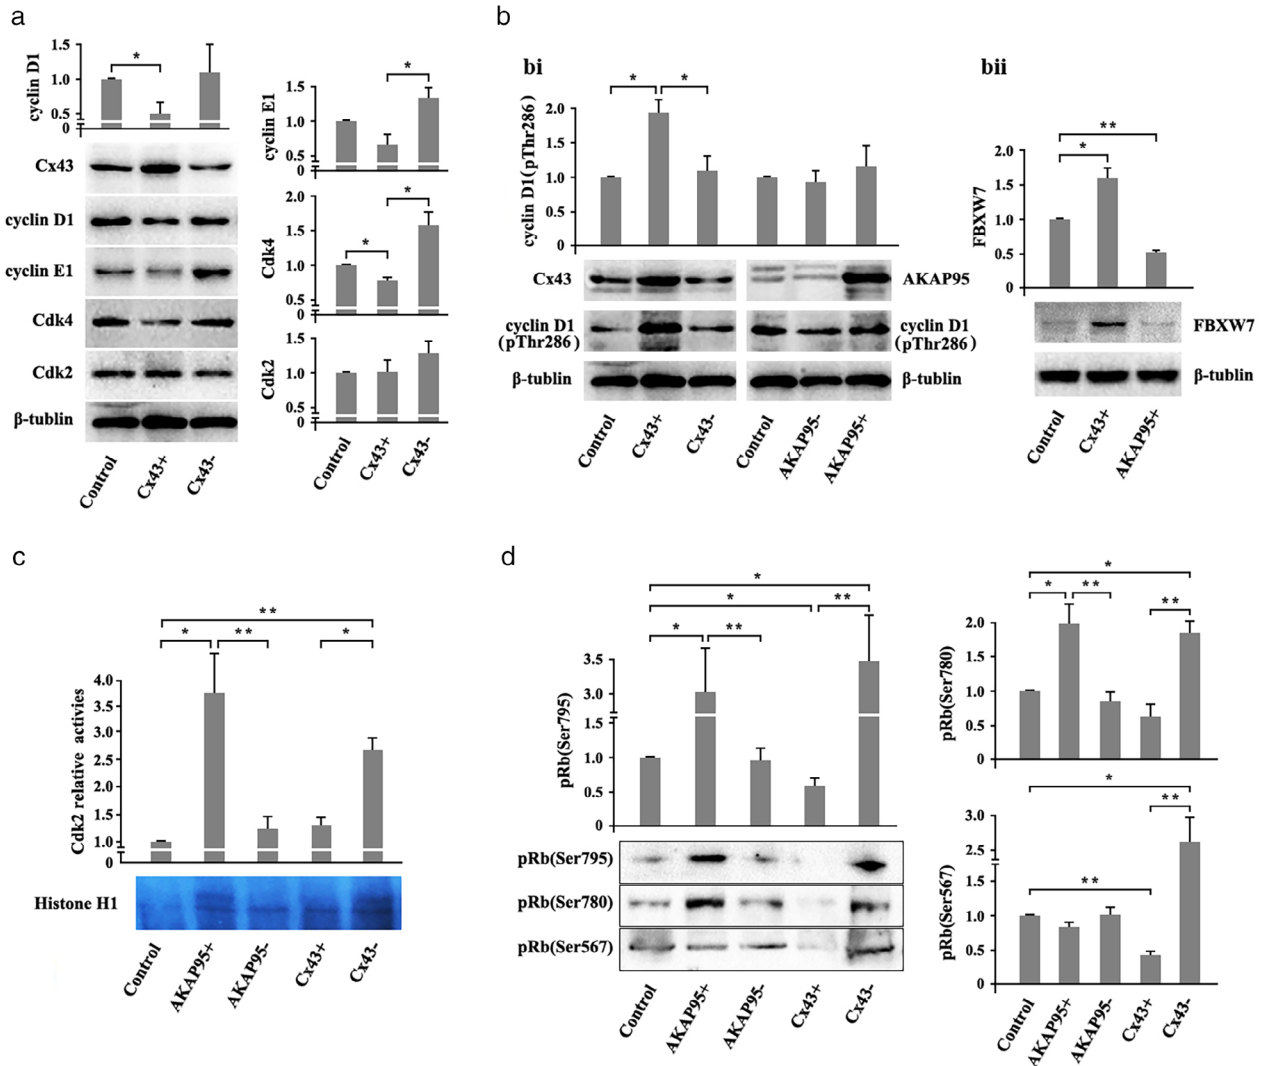 a
cyclin D1
1.5
1.0
0.5
0
*
Cx43
cyclin D1
cyclin E1
Cdk4
Cdk2
β-tublin
Control
Cx43+
Cx43-
cyclin E1
1.5
1.0
0.5
0
*
Cdk4
2.0
1.5
1.0
0.5
0
*
*
Cdk2
1.5
1.0
0.5
0
Control
Cx43+
Cx43-
b
bi
cyclin D1(pThr286)
2.0
1.5
1.0
0.5
0
*
*
Cx43
AKAP95
cyclin D1
(pThr286)
cyclin D1
(pThr286)
β-tublin
β-tublin
Control
Cx43+
Cx43-
Control
AKAP95-
AKAP95+
bii
FBXW7
2.0
1.5
1.0
0.5
0
**
*
FBXW7
β-tublin
Control
Cx43+
AKAP95+
c
Cdk2 relative activies
4.0
3.5
3.0
2.5
2.0
1.5
1.0
0
**
*
**
*
Histone H1
Control
AKAP95+
AKAP95-
Cx43+
Cx43-
d
pRb(Ser795)
3.5
3.0
1.5
1.0
0.5
0
*
*
**
*
**
pRb(Ser795)
pRb(Ser780)
pRb(Ser567)
Control
AKAP95+
AKAP95-
Cx43+
Cx43-
pRb(Ser780)
2.0
1.5
1.0
0.5
0
*
*
**
**
pRb(Ser567)
3.0
2.5
1.5
1.0
0.5
0
*
**
**
Control
AKAP95+
AKAP95-
Cx43+
Cx43-